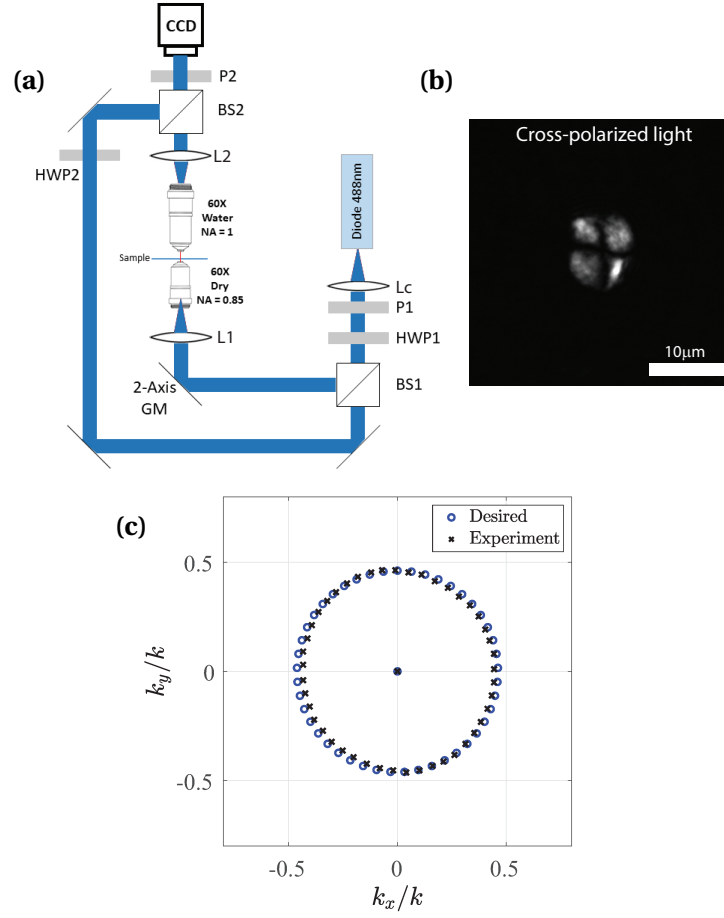 (a)
CCD
P2
BS2
HWP2
L2
60X
Water
NA = 1
Sample
60X
Dry
NA = 0.85
L1
2-Axis
GM
Diode 488nm
Lc
P1
HWP1
BS1
(b)
Cross-polarized light
10μm
(c)
Desired
Experiment
0.5
0
-0.5
k_y/k
-0.5
0
0.5
k_x/k